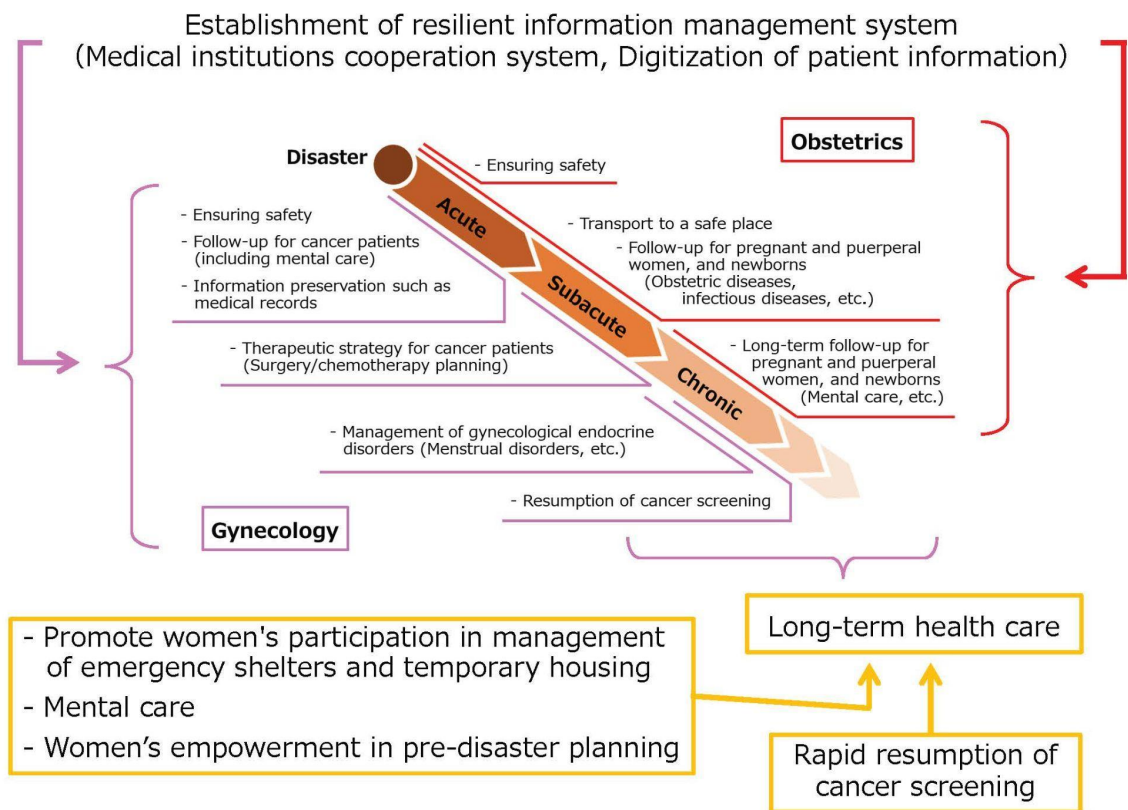 Establishment of resilient information management system
(Medical institutions cooperation system, Digitization of patient information)
Obstetrics
Disaster
- Ensuring safety
Acute
- Ensuring safety
- Follow-up for cancer patients
(including mental care)
- Information preservation such as
medical records
- Transport to a safe place
- Follow-up for pregnant and puerperal
women, and newborns
(Obstetric diseases,
infectious diseases, etc.)
Subacute
- Therapeutic strategy for cancer patients
(Surgery/chemotherapy planning)
- Long-term follow-up for
pregnant and puerperal
women, and newborns
(Mental care, etc.)
Chronic
- Management of gynecological endocrine
disorders (Menstrual disorders, etc.)
- Resumption of cancer screening
Gynecology
- Promote women's participation in management
of emergency shelters and temporary housing
- Mental care
- Women’s empowerment in pre-disaster planning
Long-term health care
Rapid resumption of
cancer screening